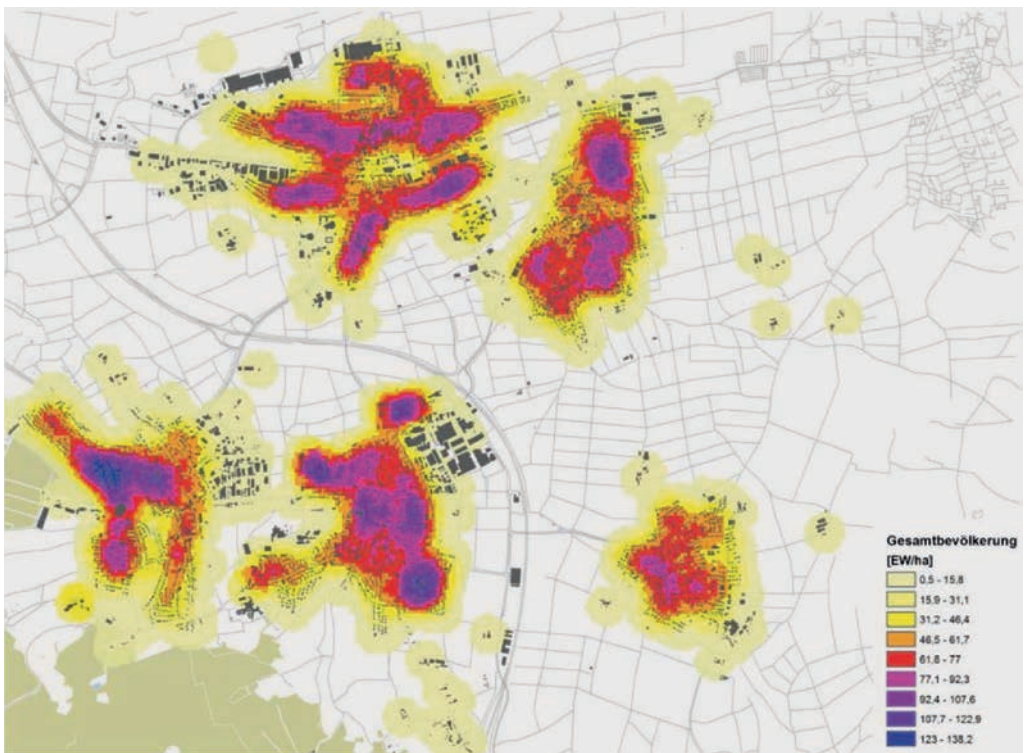 Gesamtbevölkerung
[EW/ha]
0,5 - 15,8
15,9 - 31,1
31,2 - 46,4
46,5 - 61,7
61,8 - 77
77,1 - 92,3
92,4 - 107,6
107,7 - 122,9
123 - 138,2